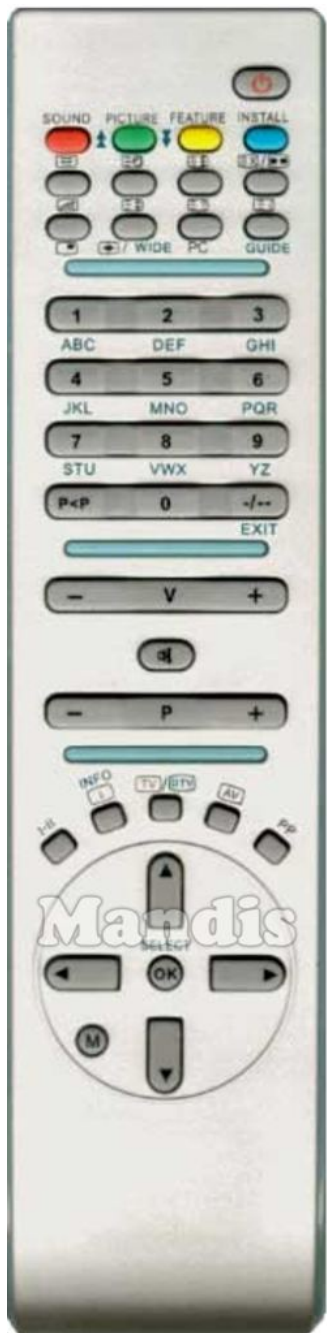 SOUND PICTURE FEATURE INSTALL
/ WIDE PC GUIDE
1 2 3
ABC DEF GHI
4 5 6
JKL MNO PQR
7 8 9
STU VWX YZ
P<P 0 -/--
EXIT
- V +
- P +
INFO
i TV/DTV AV
I-II PP
Mandis
SELECT
OK
M